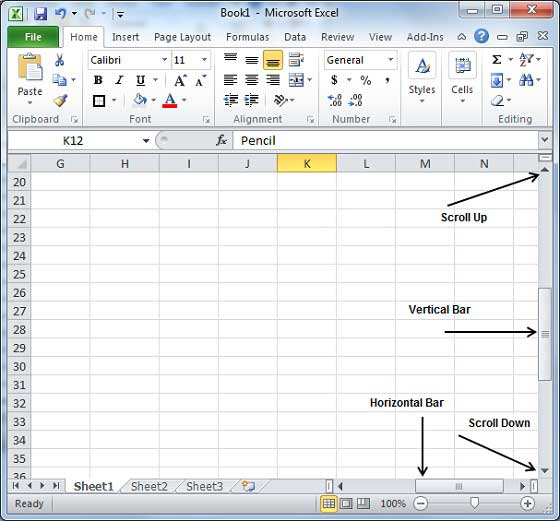 Book1 - Microsoft Excel
File Home Insert Page Layout Formulas Data Review View Add-Ins
Paste Calibri 11 General Styles Cells
B I U $ % ,
Clipboard Font Alignment Number Editing
K12 fx Pencil
G H I J K L M N
20
21
22
Scroll Up
23
24
25
26
27
Vertical Bar
28
29
30
31
32
Horizontal Bar
33
Scroll Down
34
35
36
Sheet1 Sheet2 Sheet3
Ready 100%